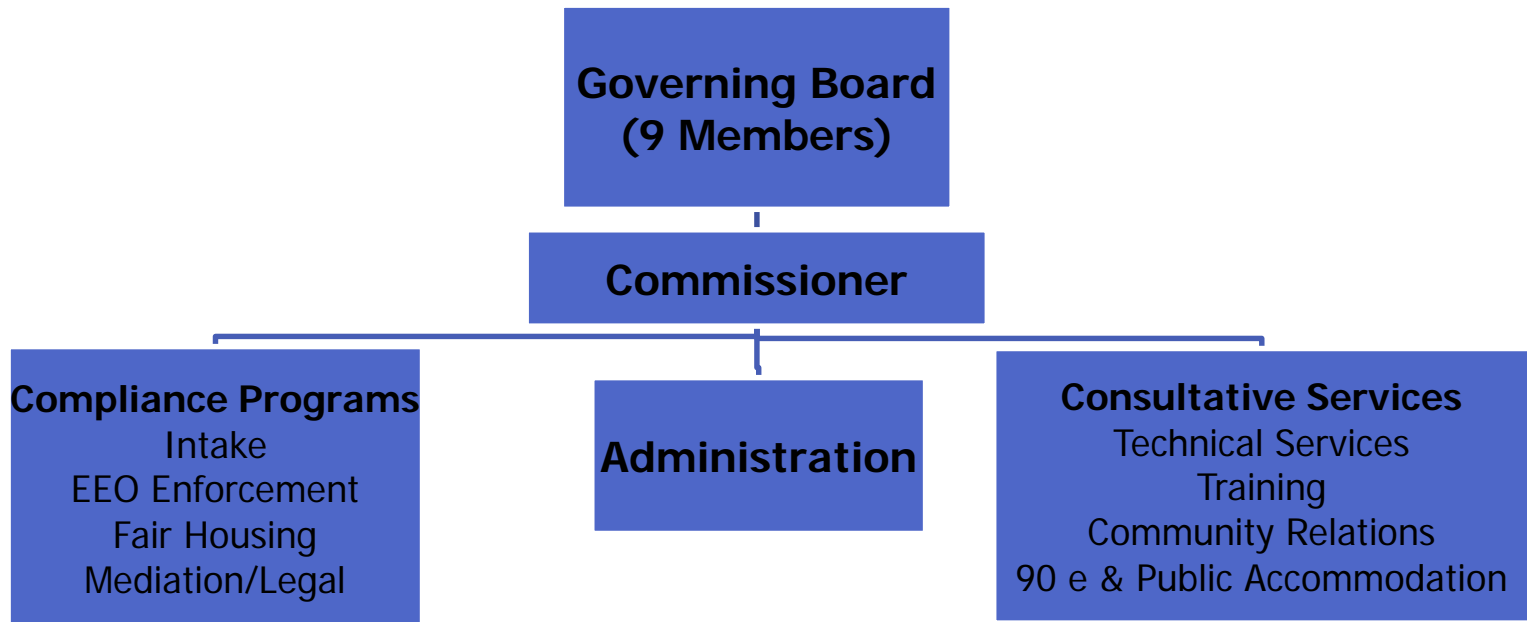 Governing Board
(9 Members)
Commissioner
Compliance Programs
Intake
EEO Enforcement
Fair Housing
Mediation/Legal
Administration
Consultative Services
Technical Services
Training
Community Relations
90 e & Public Accommodation